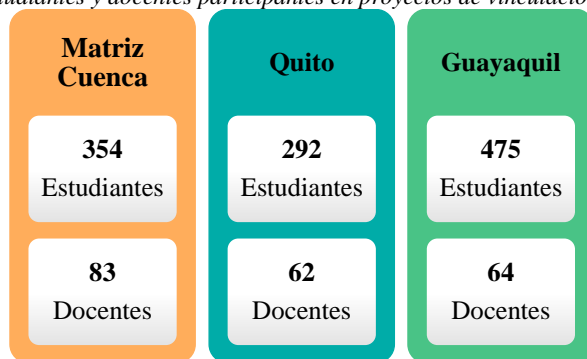 y docentes participantes en proyectos de
Matriz
Cuenca
354
Estudiantes
83
Docentes
Quito
292
Estudiantes
62
Docentes
Guayaquil
475
Estudiantes
64
Docentes